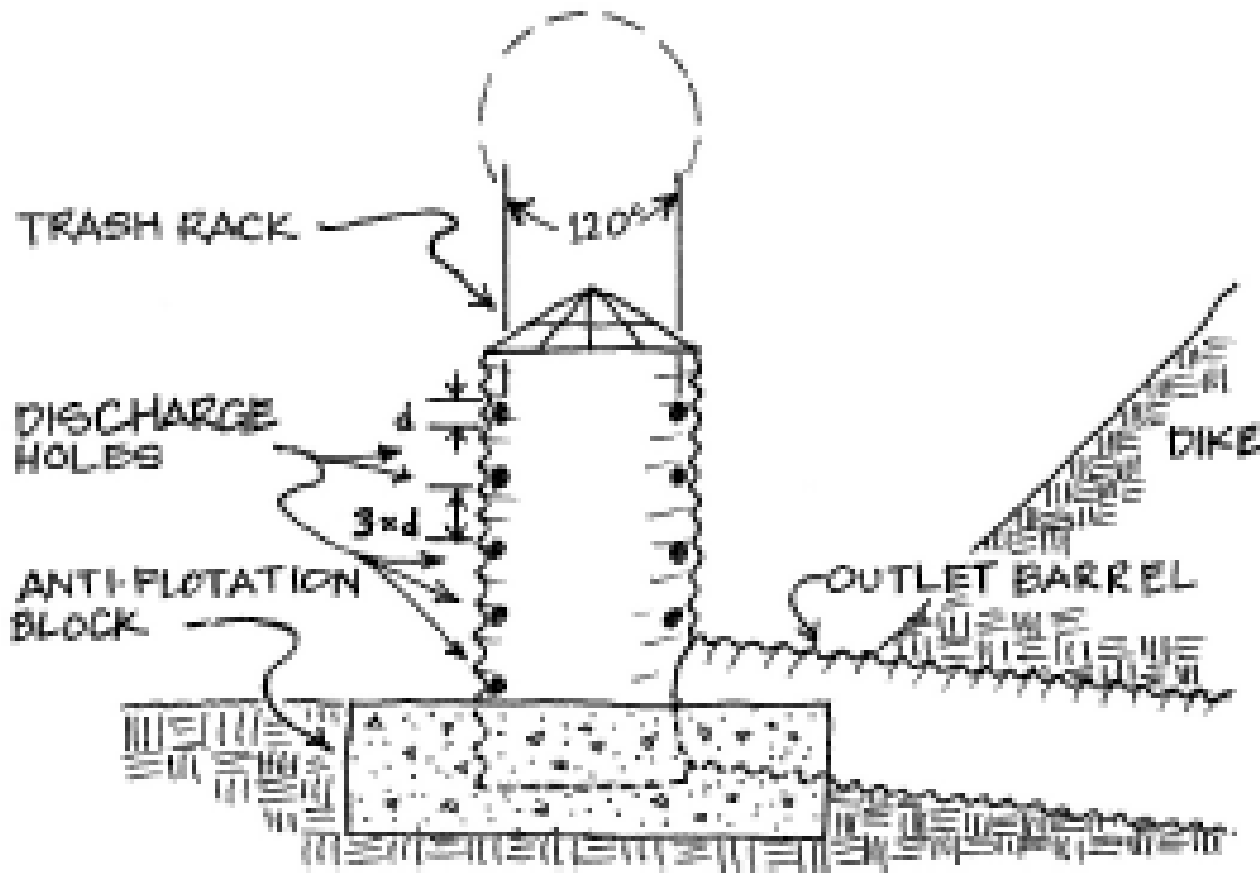 120°
TRASH RACK
DISCHARGE
HOLES
d
3×d
DIKE
ANTI-FLOTATION
BLOCK
OUTLET BARREL